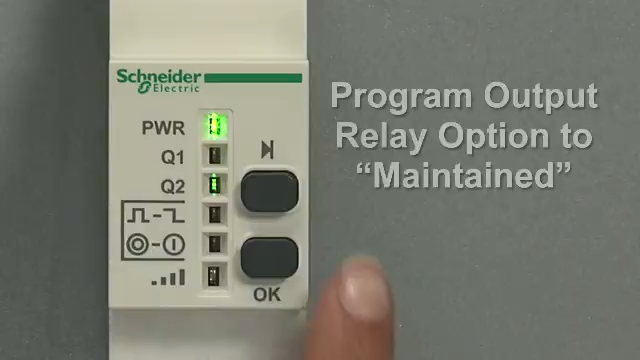 Schneider
Electric
PWR
Q1
Q2
OK
Program Output
Relay Option to
“Maintained”